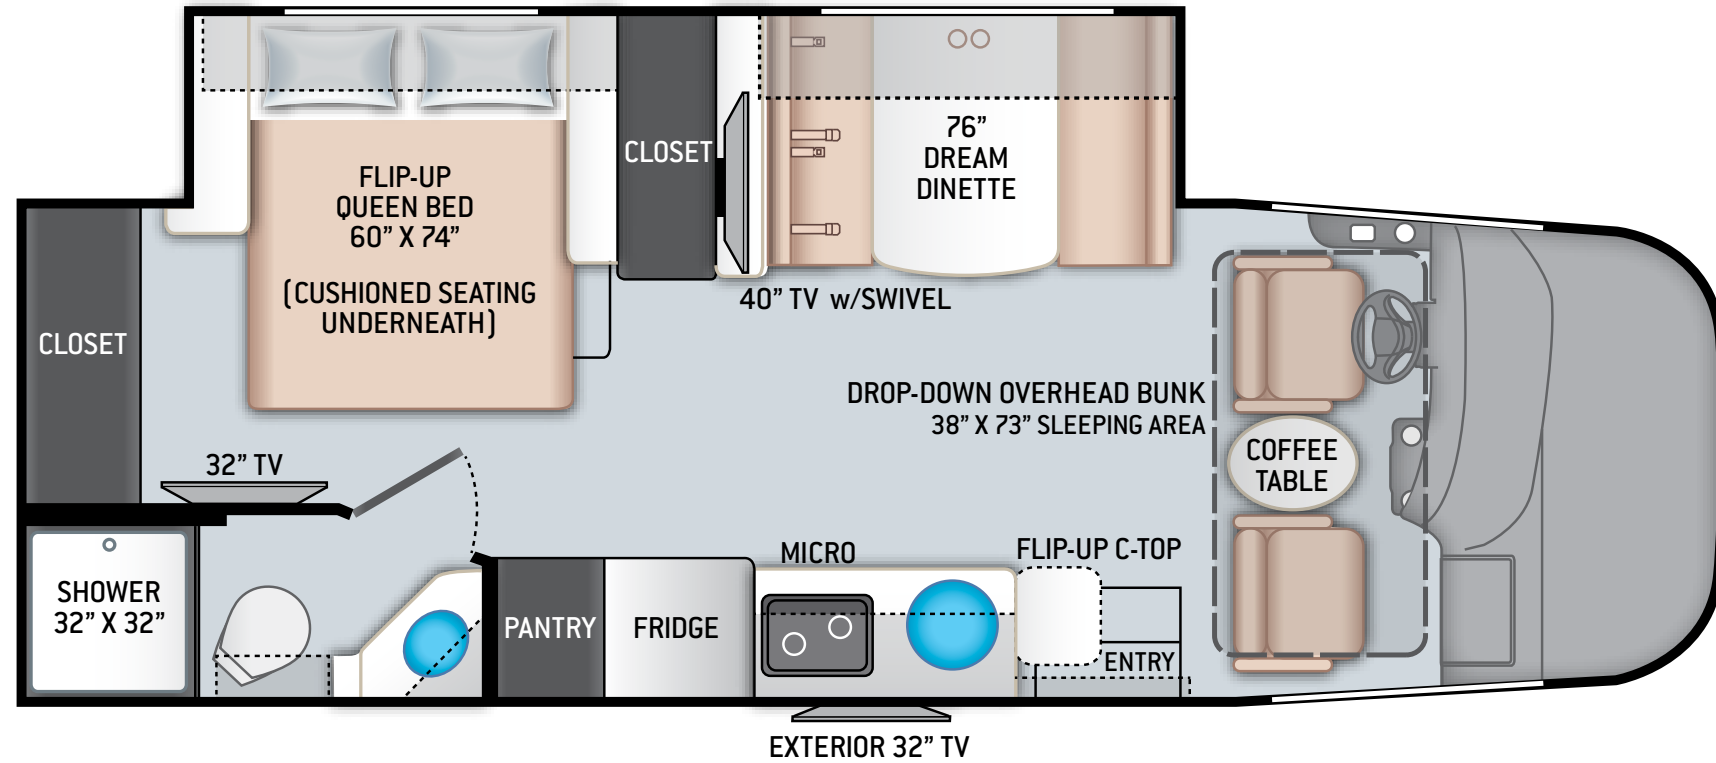 FLIP-UP
QUEEN BED
60” X 74”
(CUSHIONED SEATING
UNDERNEATH)
CLOSET
76”
DREAM
DINETTE
40” TV w/SWIVEL
CLOSET
32” TV
DROP-DOWN OVERHEAD BUNK
38” X 73” SLEEPING AREA
COFFEE
TABLE
SHOWER
32” X 32”
PANTRY
FRIDGE
MICRO
FLIP-UP C-TOP
ENTRY
EXTERIOR 32” TV